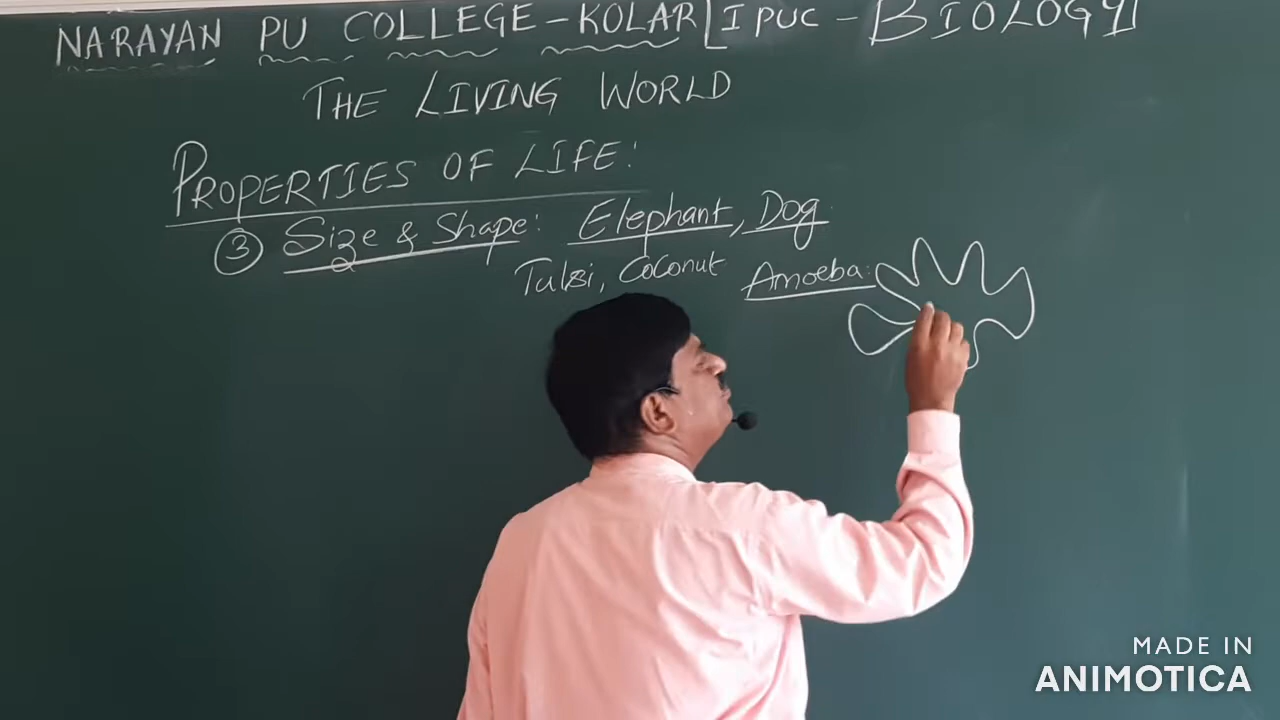 NARAYAN PU COLLEGE - KOLAR [I PUC - BIOLOGY]
THE LIVING WORLD
PROPERTIES OF LIFE:
③ Size & Shape: Elephant, Dog
Tulsi, Coconut Amoeba:
MADE IN
ANIMOTICA